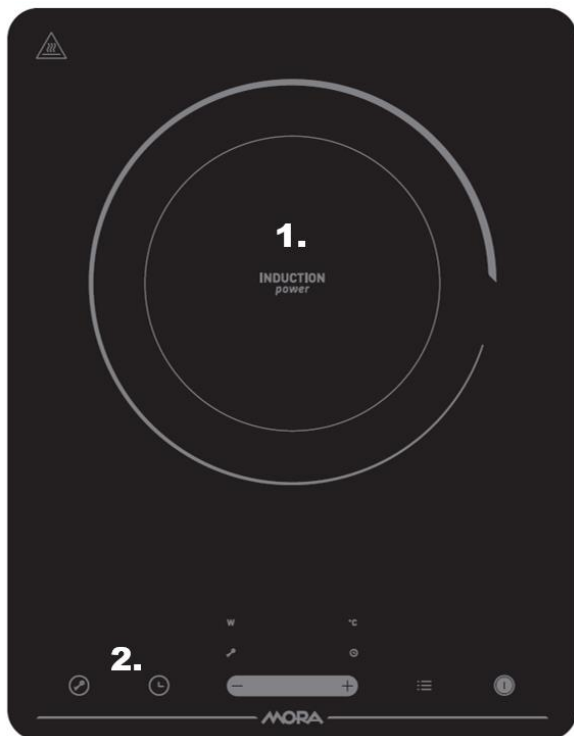 1.
INDUCTION
power
W °C
2.
− +
MORA